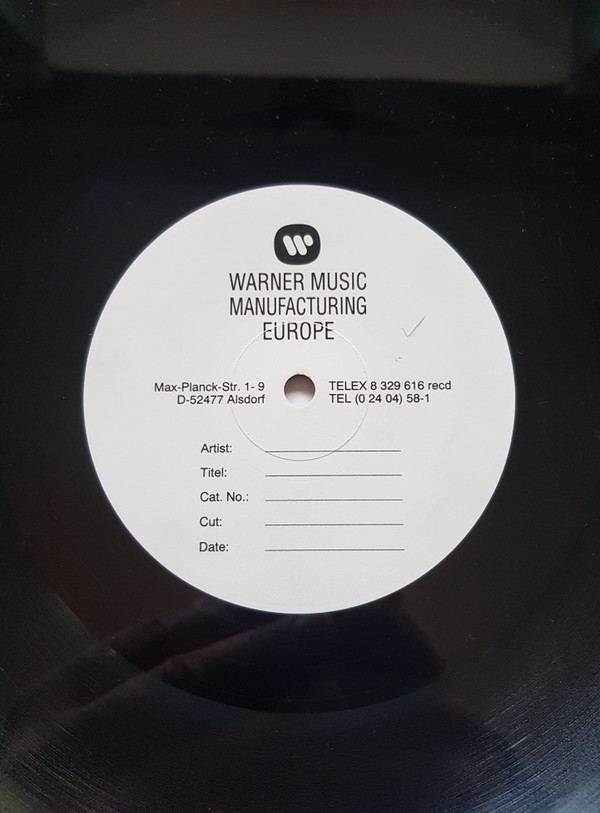 WARNER MUSIC
MANUFACTURING
EUROPE
Max-Planck-Str. 1-9
D-52477 Alsdorf
TELEX 8 329 616 recd
TEL (0 24 04) 58-1
Artist:
Titel:
Cat. No.:
Cut:
Date: